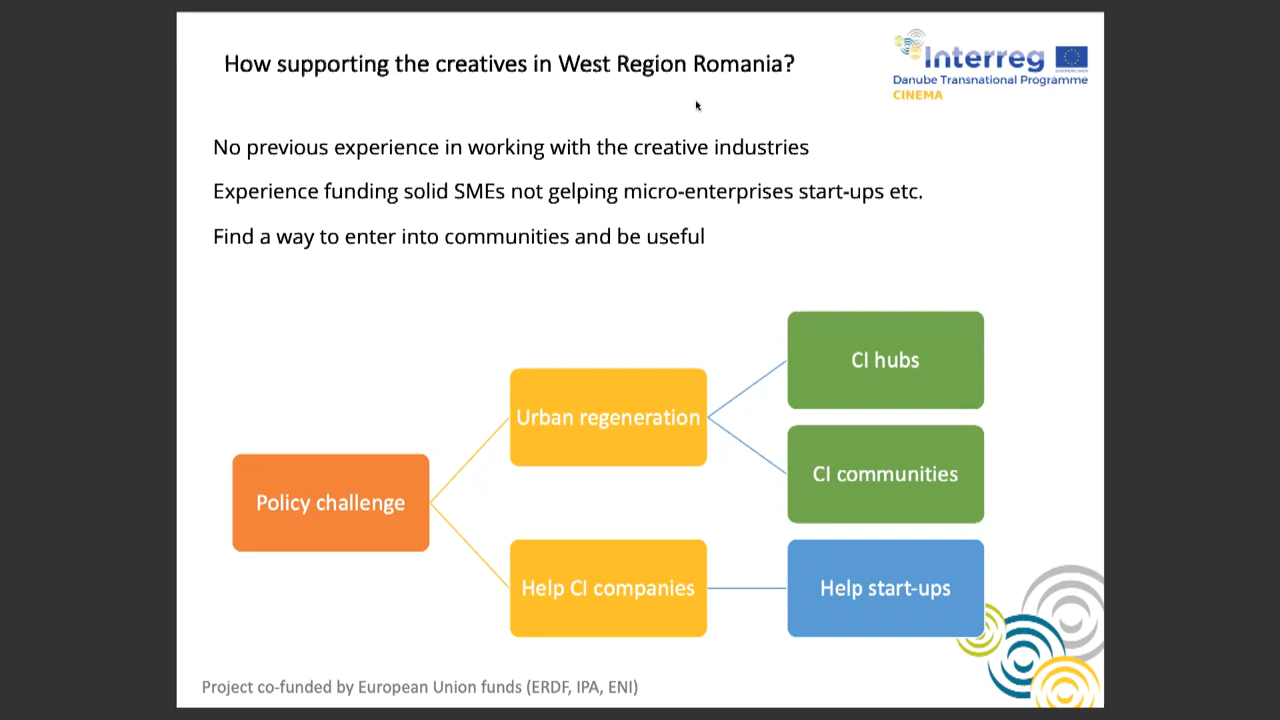 How supporting the creatives in West Region Romania?
Interreg
EUROPEAN UNION
Danube Transnational Programme
CINEMA
No previous experience in working with the creative industries
Experience funding solid SMEs not gelping micro-enterprises start-ups etc.
Find a way to enter into communities and be useful
CI hubs
Urban regeneration
CI communities
Policy challenge
Help CI companies
Help start-ups
Project co-funded by European Union funds (ERDF, IPA, ENI)